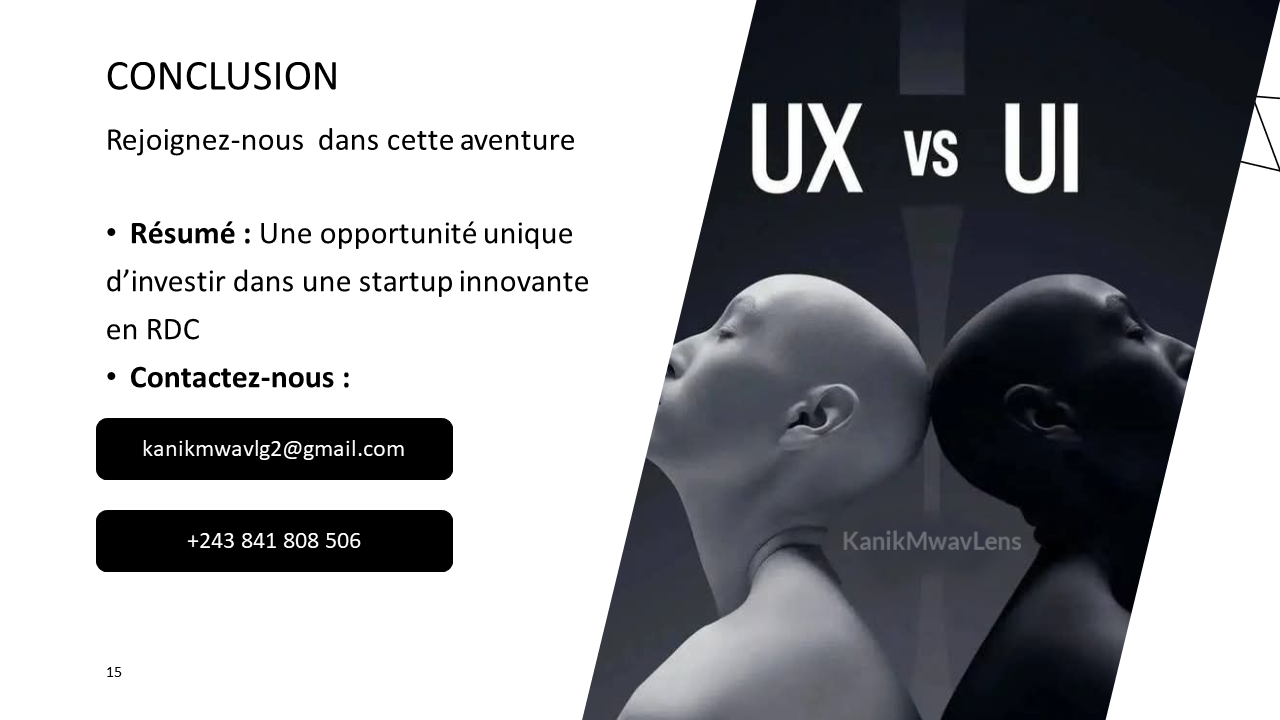 CONCLUSION
Rejoignez-nous dans cette aventure
• Résumé : Une opportunité unique
d’investir dans une startup innovante
en RDC
• Contactez-nous :
kanikmwavlg2@gmail.com
+243 841 808 506
15
UX vs UI
KanikMwavLens